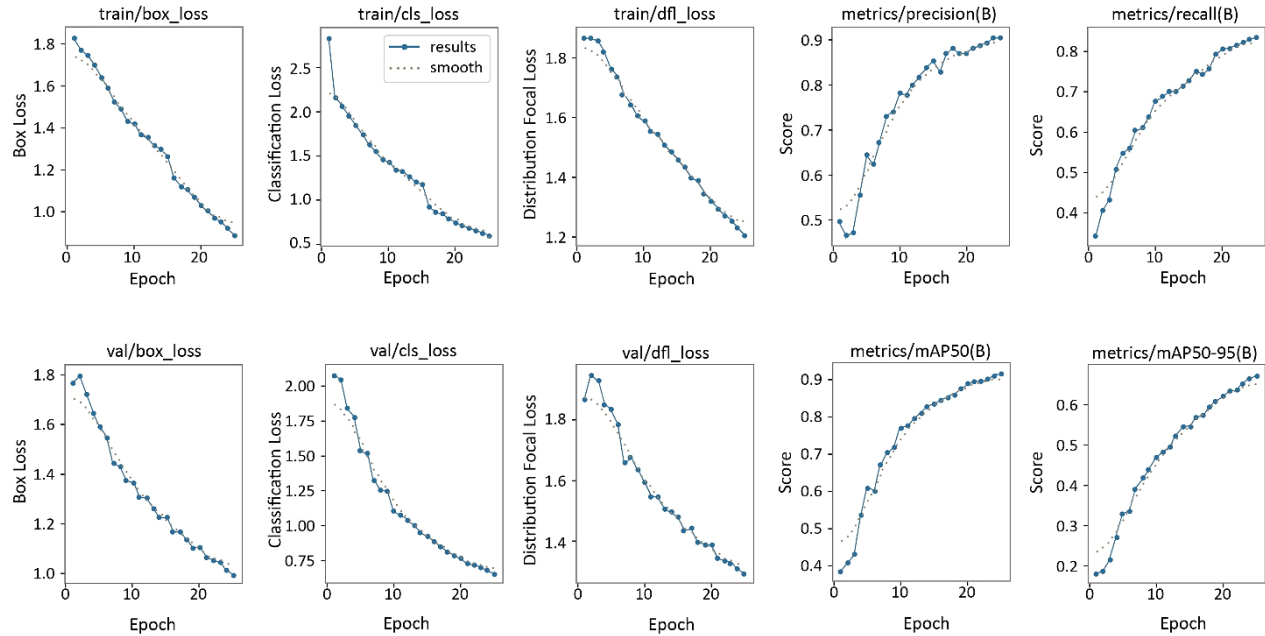 train/box_loss
Box Loss
1.8
1.6
1.4
1.2
1.0
0
10
20
Epoch
train/cls_loss
results
smooth
Classification Loss
2.5
2.0
1.5
1.0
0.5
0
10
20
Epoch
train/dfl_loss
Distribution Focal Loss
1.8
1.6
1.4
1.2
0
10
20
Epoch
metrics/precision(B)
Score
0.9
0.8
0.7
0.6
0.5
0
10
20
Epoch
metrics/recall(B)
Score
0.8
0.7
0.6
0.5
0.4
0
10
20
Epoch
val/box_loss
Box Loss
1.8
1.6
1.4
1.2
1.0
0
10
20
Epoch
val/cls_loss
Classification Loss
2.00
1.75
1.50
1.25
1.00
0.75
0
10
20
Epoch
val/dfl_loss
Distribution Focal Loss
1.8
1.6
1.4
0
10
20
Epoch
metrics/mAP50(B)
Score
0.9
0.8
0.7
0.6
0.5
0.4
0
10
20
Epoch
metrics/mAP50-95(B)
Score
0.6
0.5
0.4
0.3
0.2
0
10
20
Epoch